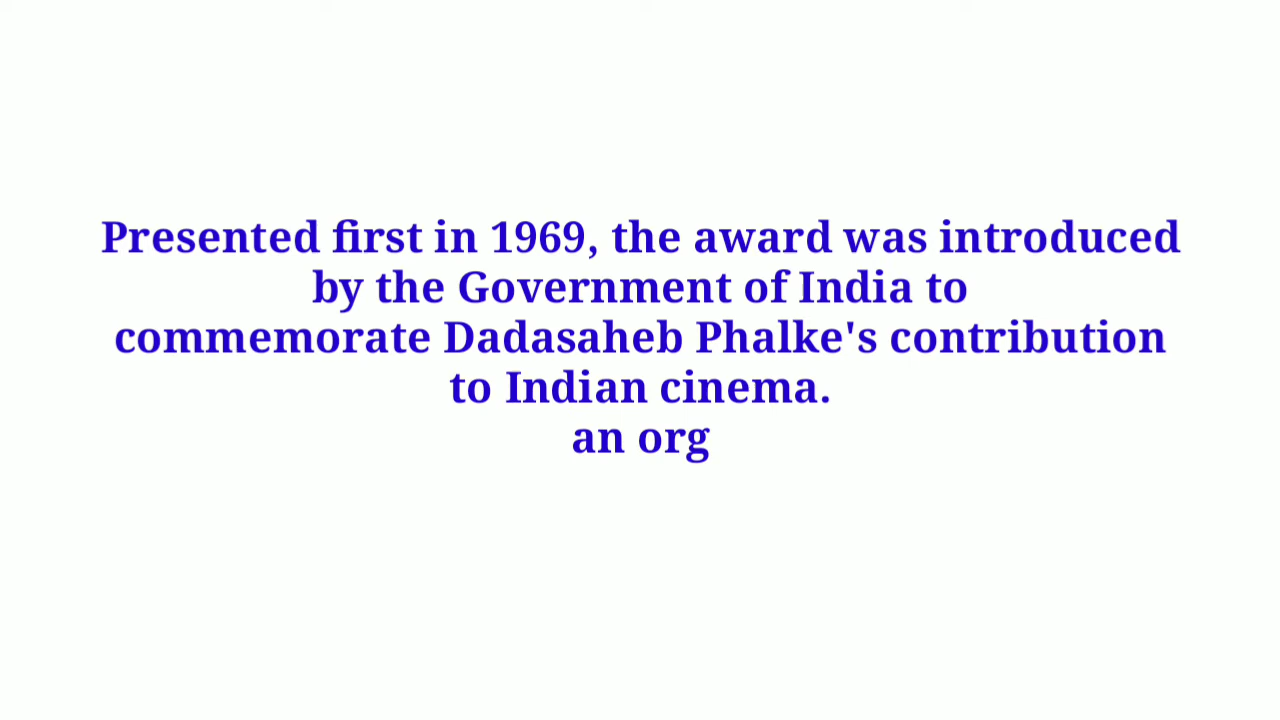 Presented first in 1969, the award was introduced
by the Government of India to
commemorate Dadasaheb Phalke's contribution
to Indian cinema.
an org